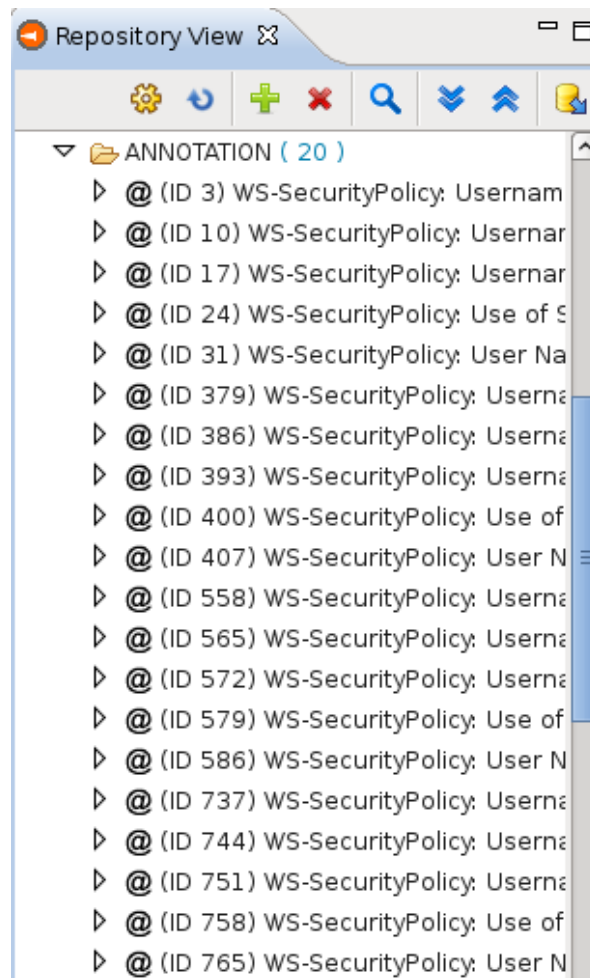 Repository View
ANNOTATION ( 20 )
@ (ID 3) WS-SecurityPolicy: Usernam
@ (ID 10) WS-SecurityPolicy: Usernar
@ (ID 17) WS-SecurityPolicy: Usernar
@ (ID 24) WS-SecurityPolicy: Use of S
@ (ID 31) WS-SecurityPolicy: User Na
@ (ID 379) WS-SecurityPolicy: Userna
@ (ID 386) WS-SecurityPolicy: Userna
@ (ID 393) WS-SecurityPolicy: Userna
@ (ID 400) WS-SecurityPolicy: Use of
@ (ID 407) WS-SecurityPolicy: User N
@ (ID 558) WS-SecurityPolicy: Userna
@ (ID 565) WS-SecurityPolicy: Userna
@ (ID 572) WS-SecurityPolicy: Userna
@ (ID 579) WS-SecurityPolicy: Use of
@ (ID 586) WS-SecurityPolicy: User N
@ (ID 737) WS-SecurityPolicy: Userna
@ (ID 744) WS-SecurityPolicy: Userna
@ (ID 751) WS-SecurityPolicy: Userna
@ (ID 758) WS-SecurityPolicy: Use of
@ (ID 765) WS-SecurityPolicy: User N